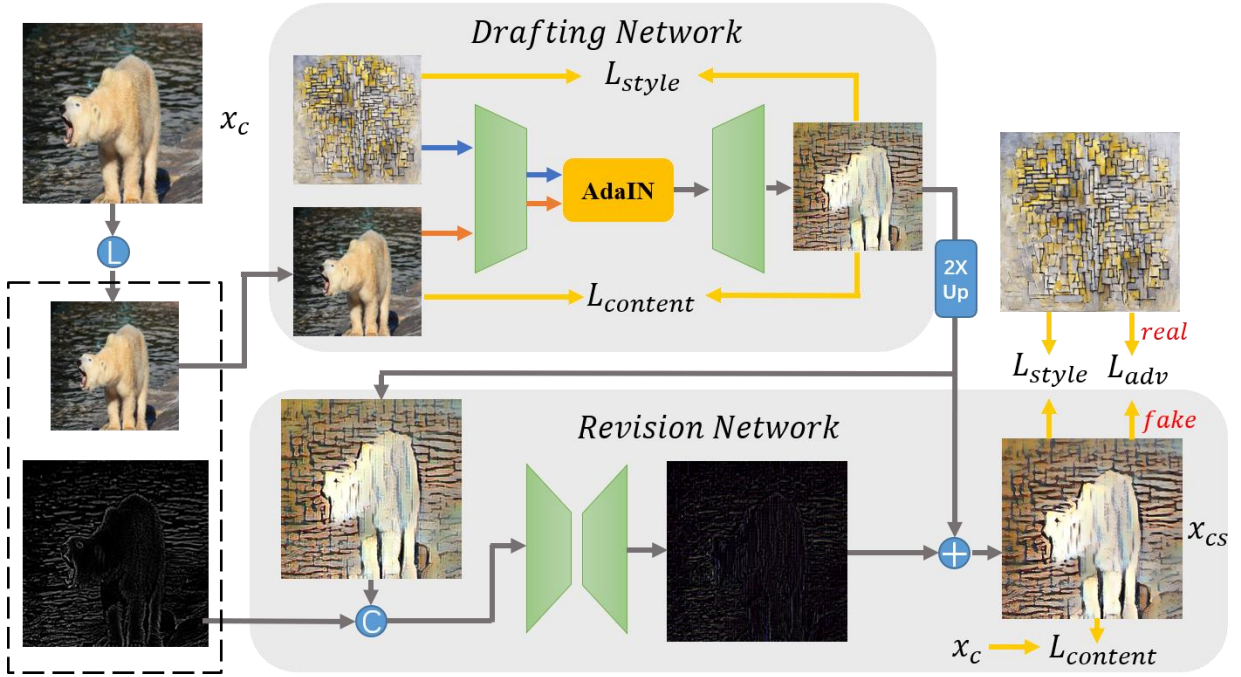 Drafting Network
L_style
x_c
L
AdaIN
2X
Up
L_content
real
L_style
L_adv
fake
Revision Network
x_cs
C
+
x_c
L_content